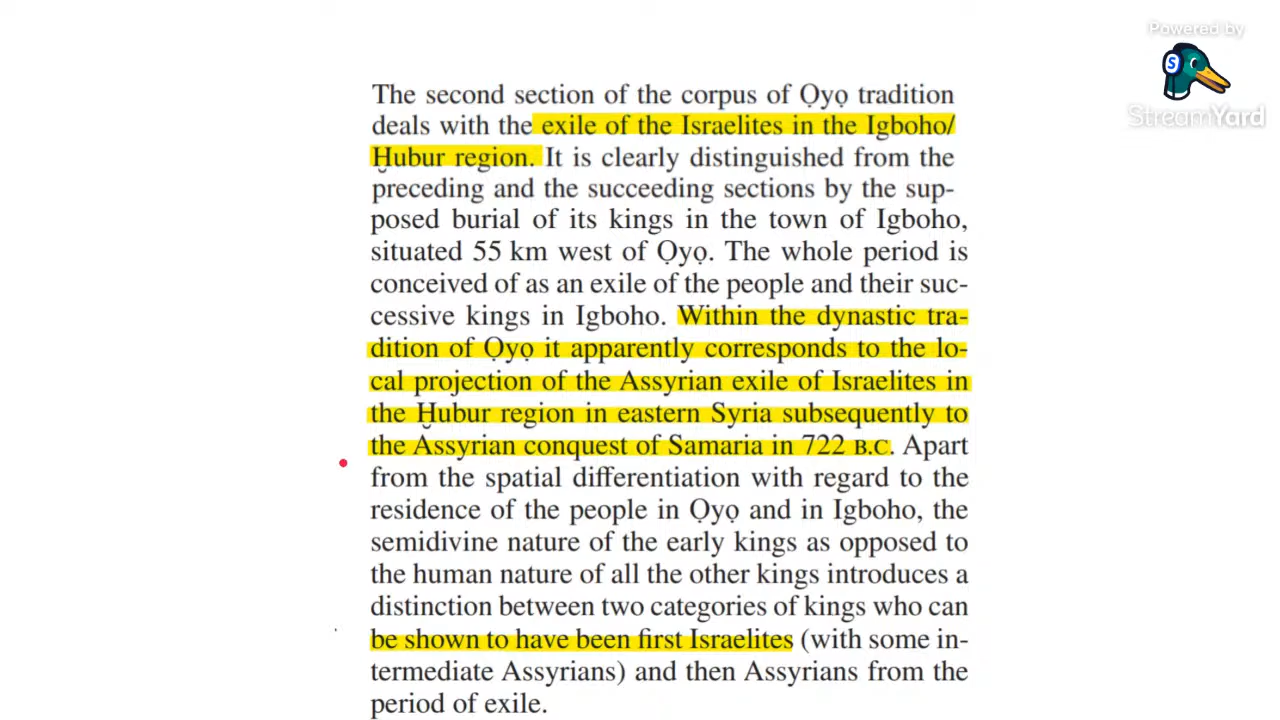 Powered by
StreamYard
The second section of the corpus of Ọyọ tradition
deals with the exile of the Israelites in the Igboho/
Ḫubur region. It is clearly distinguished from the
preceding and the succeeding sections by the sup-
posed burial of its kings in the town of Igboho,
situated 55 km west of Ọyọ. The whole period is
conceived of as an exile of the people and their suc-
cessive kings in Igboho. Within the dynastic tra-
dition of Ọyọ it apparently corresponds to the lo-
cal projection of the Assyrian exile of Israelites in
the Ḫubur region in eastern Syria subsequently to
the Assyrian conquest of Samaria in 722 B.C. Apart
from the spatial differentiation with regard to the
residence of the people in Ọyọ and in Igboho, the
semidivine nature of the early kings as opposed to
the human nature of all the other kings introduces a
distinction between two categories of kings who can
be shown to have been first Israelites (with some in-
termediate Assyrians) and then Assyrians from the
period of exile.